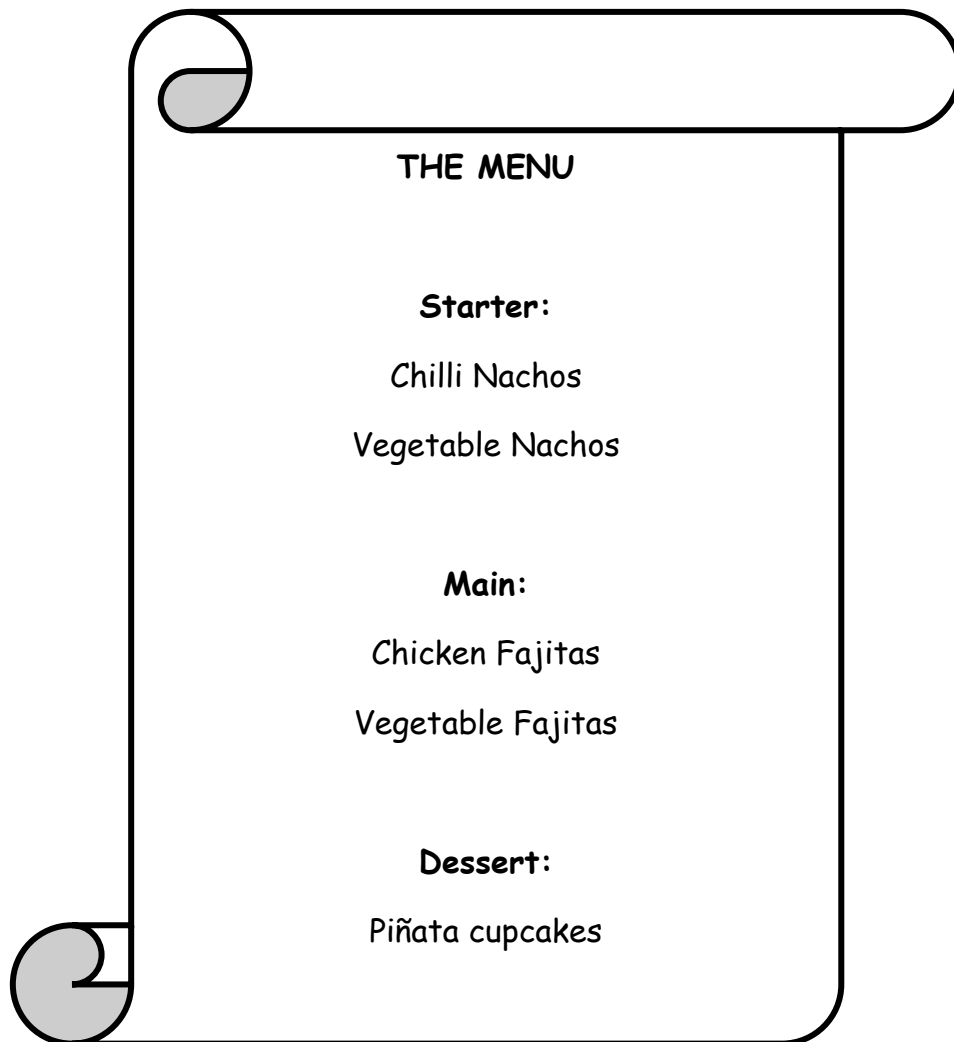 THE MENU
Starter:
Chilli Nachos
Vegetable Nachos
Main:
Chicken Fajitas
Vegetable Fajitas
Dessert:
Piñata cupcakes